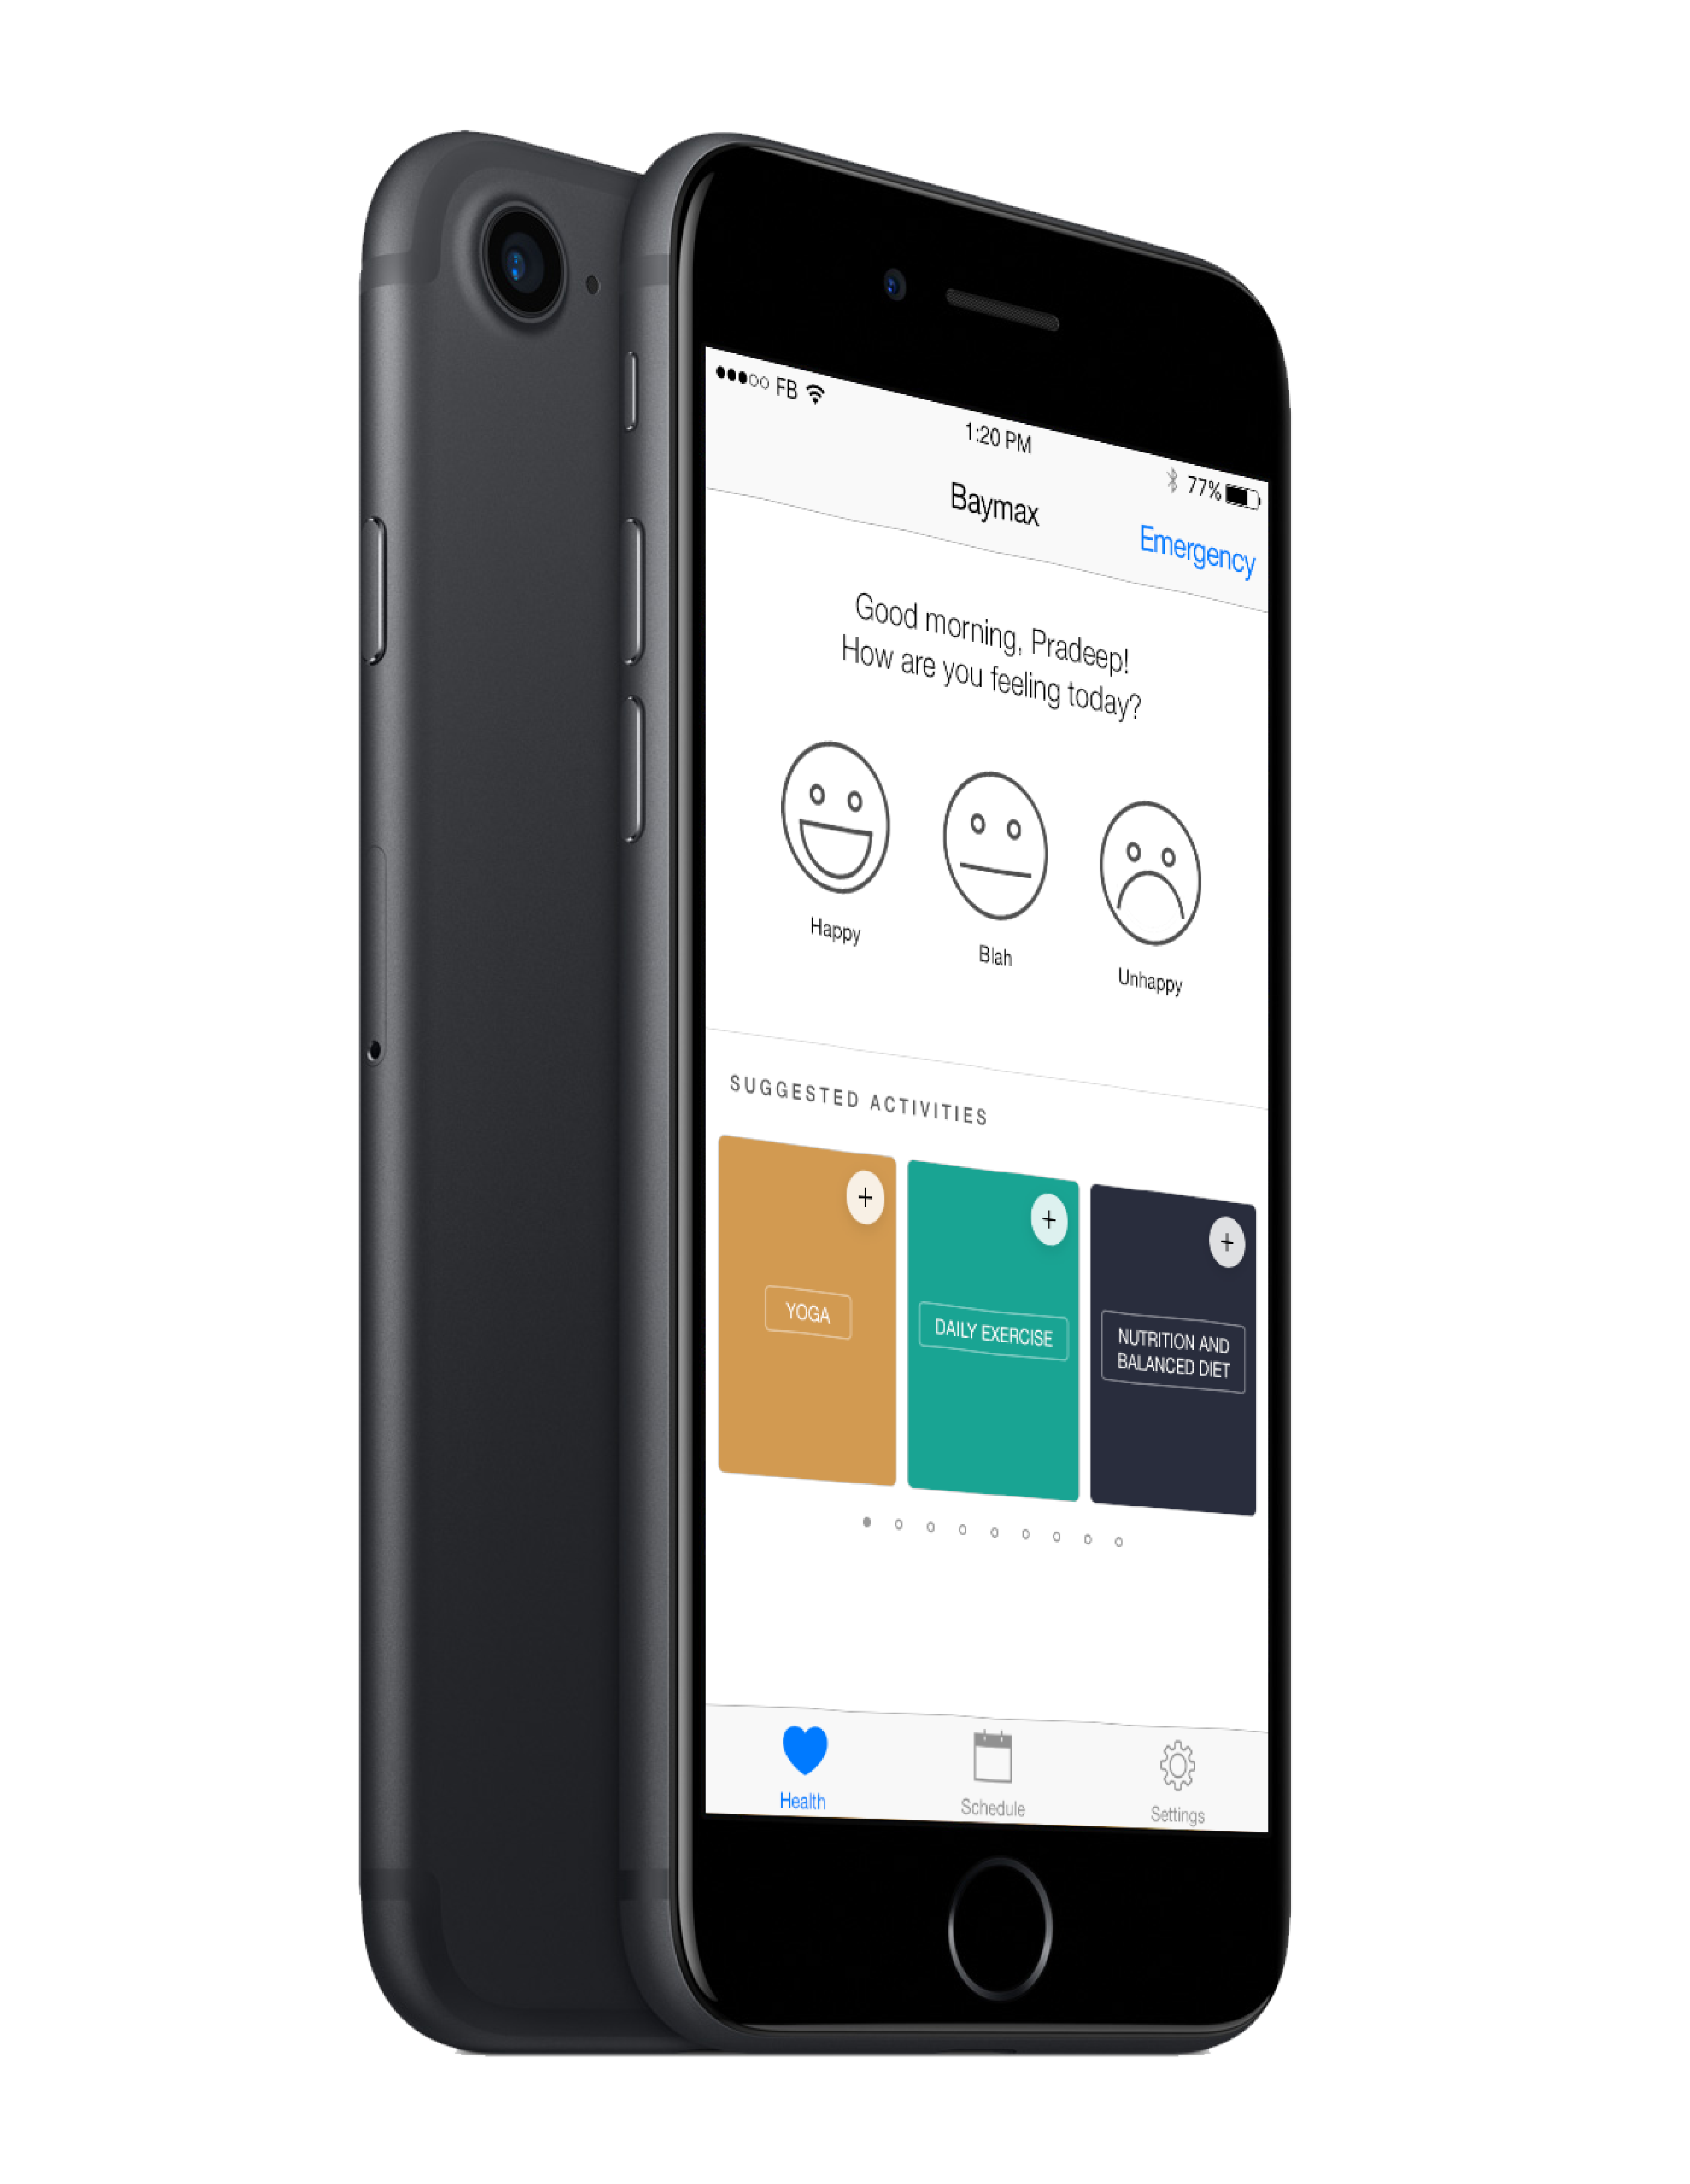 FB
1:20 PM
77%
Baymax
Emergency
Good morning, Pradeep!
How are you feeling today?
Happy
Blah
Unhappy
SUGGESTED ACTIVITIES
+
+
+
YOGA
DAILY EXERCISE
NUTRITION AND
BALANCED DIET
Health
Schedule
Settings